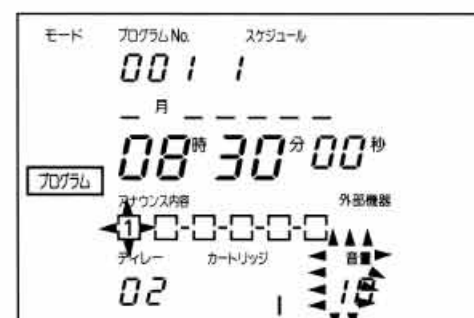 モード プログラムNo. スケジュール
001 1
月
08時 30分 00秒
プログラム
アナウンス内容 外部機器
1
ディレー カートリッジ 音量
02